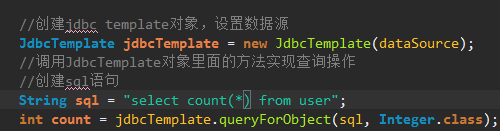 //创建jdbc template对象，设置数据源
JdbcTemplate jdbcTemplate = new JdbcTemplate(dataSource);
//调用JdbcTemplate对象里面的方法实现查询操作
//创建sql语句
String sql = "select count(*) from user";
int count = jdbcTemplate.queryForObject(sql, Integer.class);